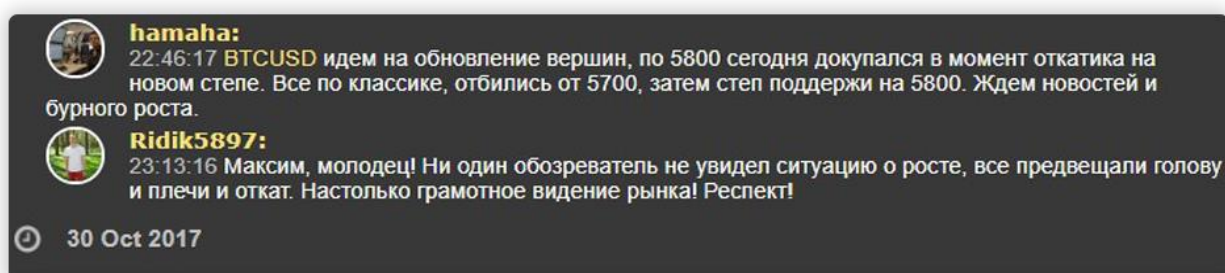 hamaha:
22:46:17 BTCUSD идем на обновление вершин, по 5800 сегодня докупался в момент откатика на
новом степе. Все по классике, отбились от 5700, затем степ поддержи на 5800. Ждем новостей и
бурного роста.
Ridik5897:
23:13:16 Максим, молодец! Ни один обозреватель не увидел ситуацию о росте, все предвещали голову
и плечи и откат. Настолько грамотное видение рынка! Респект!
30 Oct 2017